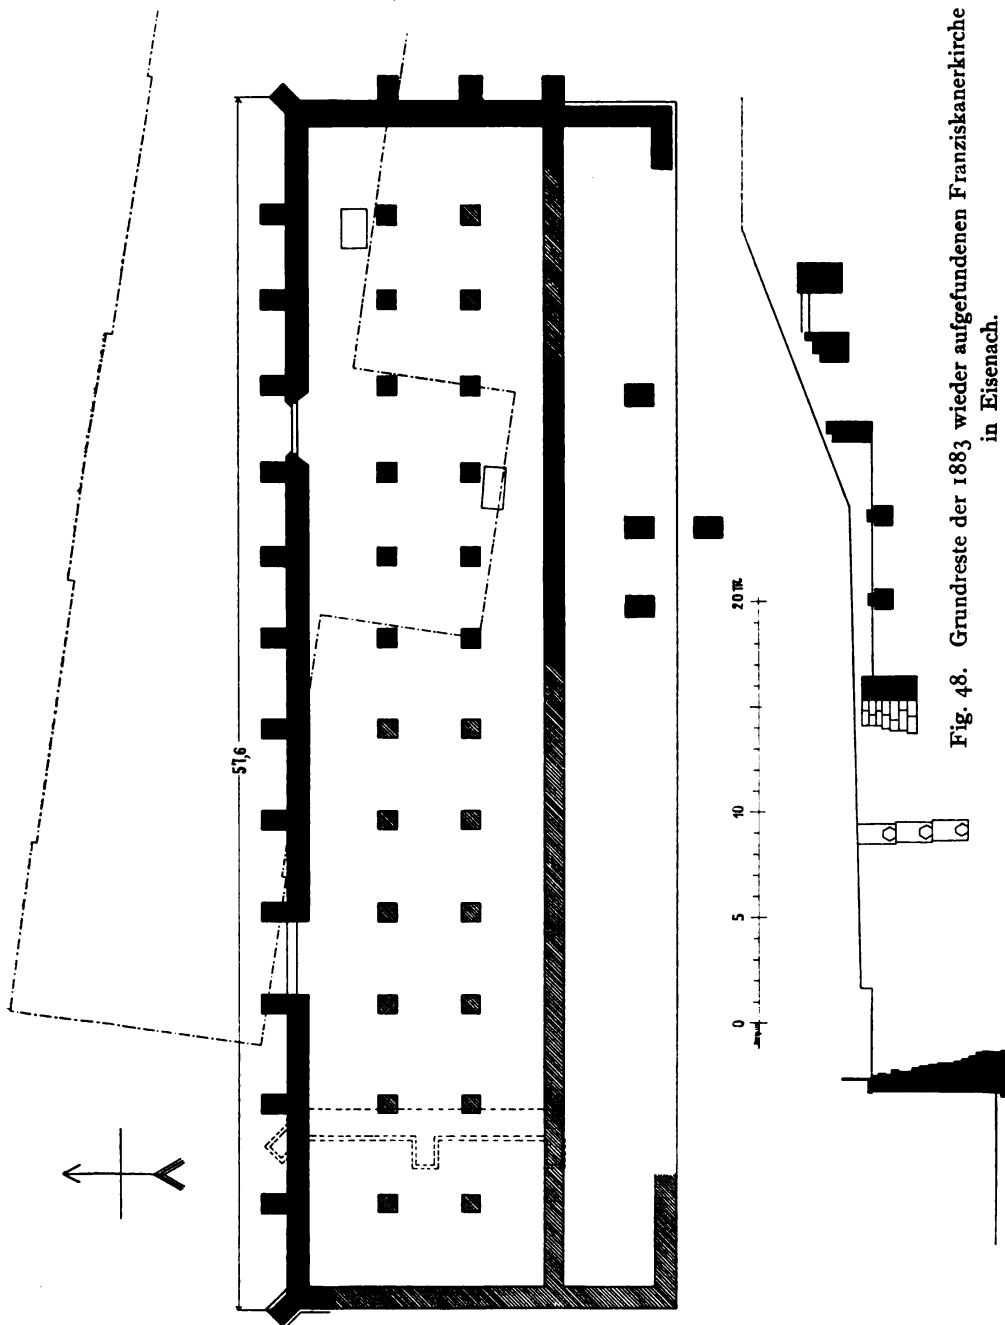 57,6
0
5
10
20 m.
Fig. 48. Grundreste der 1883 wieder aufgefundenen Franziskanerkirche
in Eisenach.